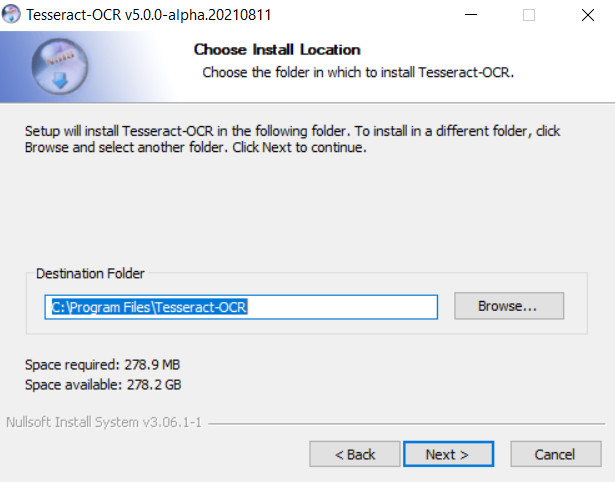 Tesseract-OCR v5.0.0-alpha.20210811
Choose Install Location
Choose the folder in which to install Tesseract-OCR.
Setup will install Tesseract-OCR in the following folder. To install in a different folder, click
Browse and select another folder. Click Next to continue.
Destination Folder
C:\Program Files\Tesseract-OCR
Browse...
Space required: 278.9 MB
Space available: 278.2 GB
Nullsoft Install System v3.06.1-1
< Back
Next >
Cancel